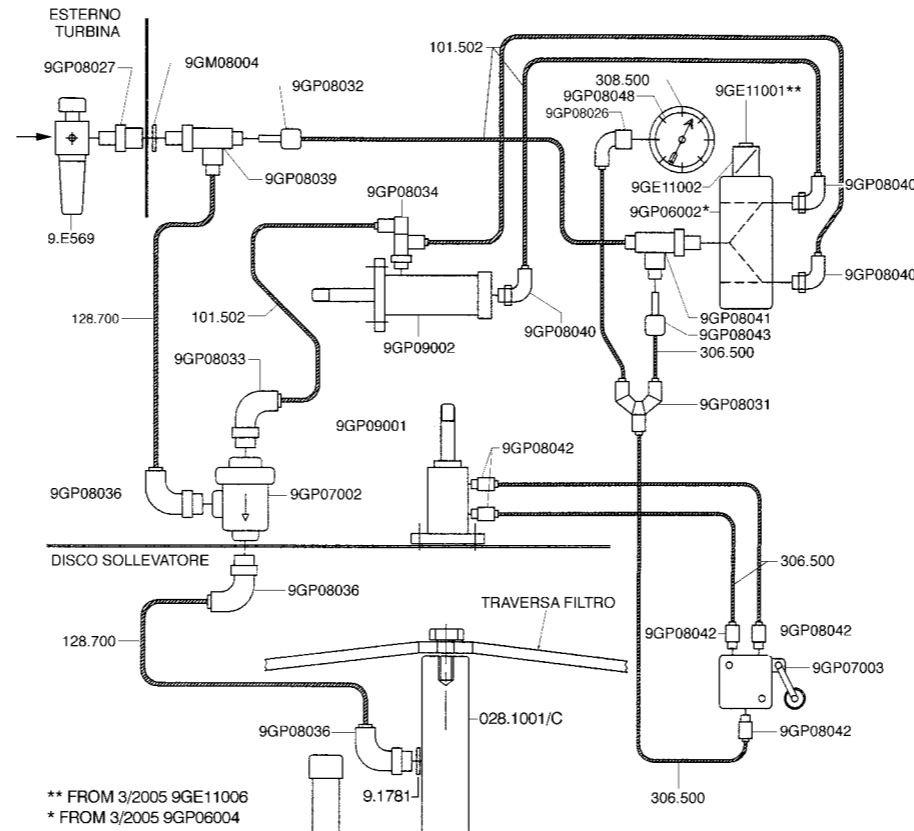 ESTERNO
TURBINA
9GP08027
9GM08004
9GP08032
101.502
308.500
9GP08048
9GP08026
9GE11001**
9GE11002
9GP06002*
9GP08040
9GP08040
9.E569
9GP08039
9GP08034
128.700
101.502
9GP09002
9GP08040
9GP08041
9GP08043
306.500
9GP08033
9GP08031
9GP09001
9GP08042
9GP08036
9GP07002
DISCO SOLLEVATORE
9GP08036
306.500
TRAVERSA FILTRO
128.700
9GP08042
9GP08042
9GP07003
028.1001/C
9GP08036
9GP08042
9.1781
306.500
** FROM 3/2005 9GE11006
* FROM 3/2005 9GP06004